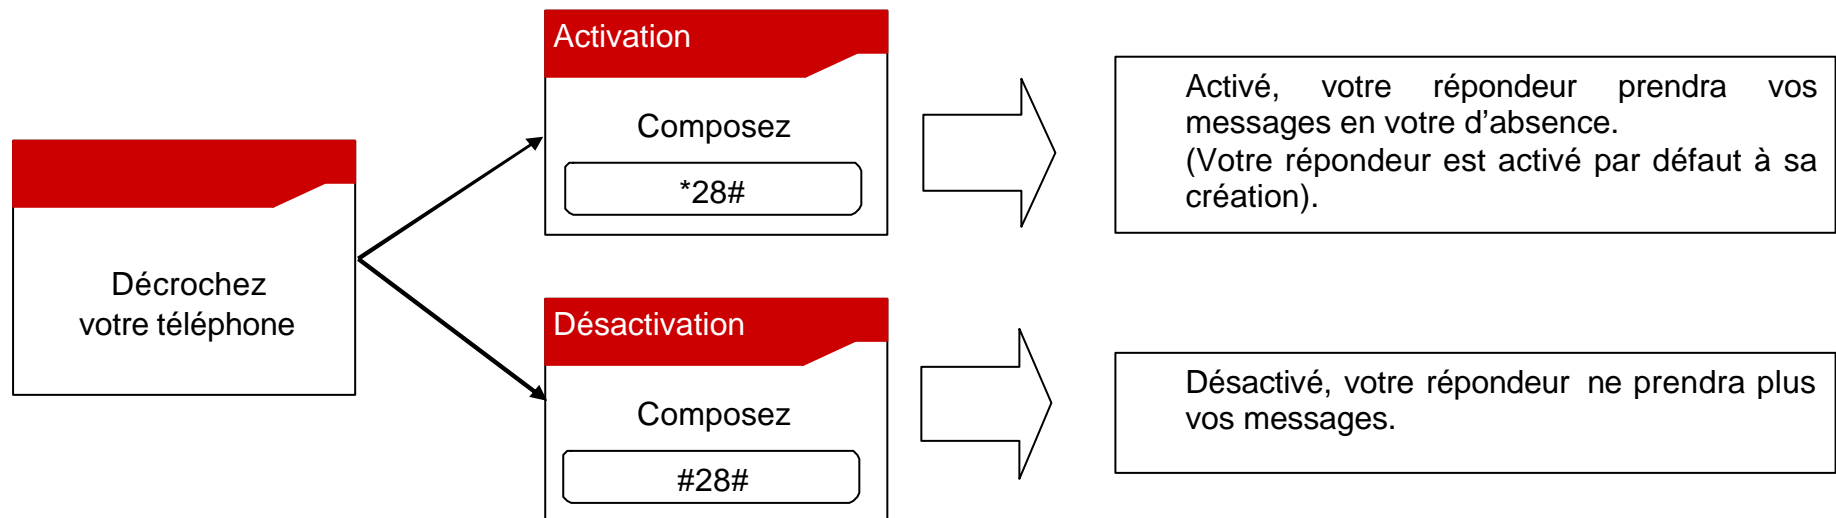 Décrochez
votre téléphone
Activation
Composez
*28#
Activé, votre répondeur prendra vos
messages en votre d'absence.
(Votre répondeur est activé par défaut à sa
création).
Désactivation
Composez
#28#
Désactivé, votre répondeur ne prendra plus
vos messages.